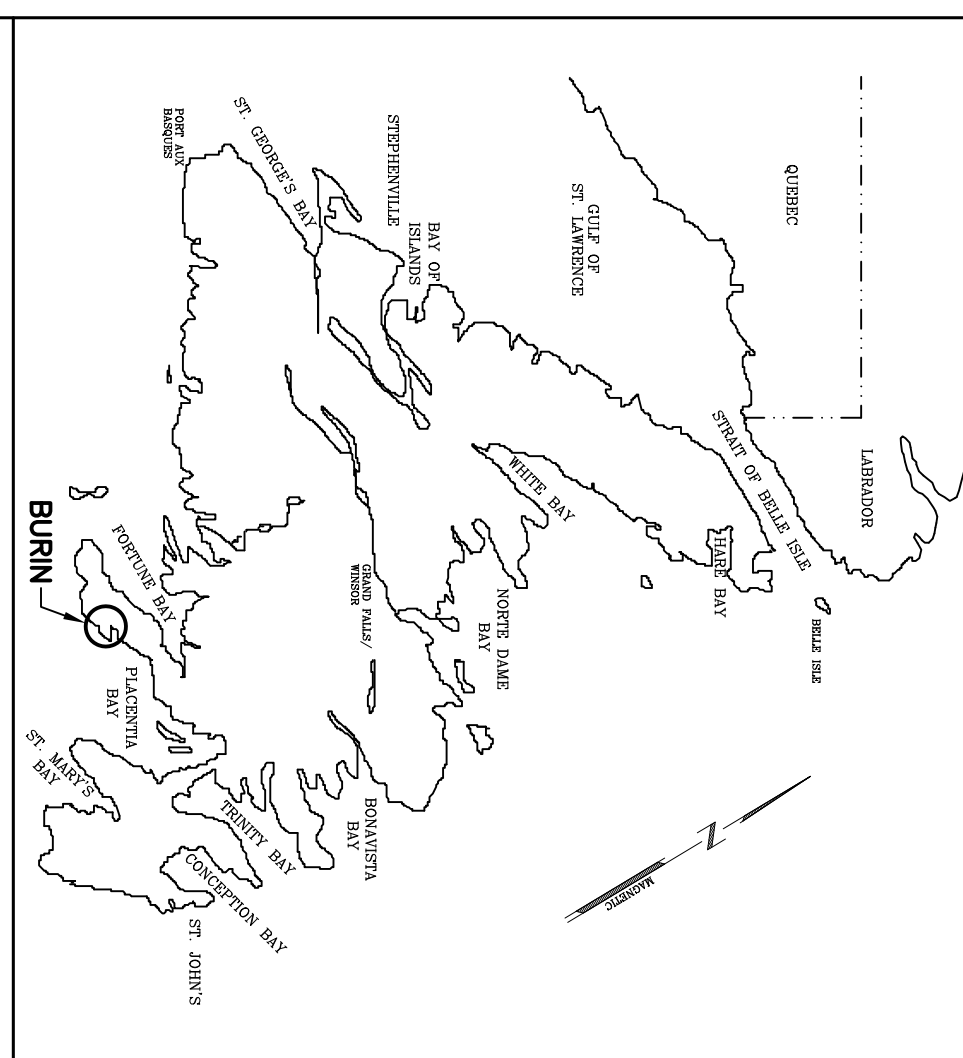 QUEBEC
LABRADOR
STRAIT OF BELLE ISLE
BELLE ISLE
GULF OF
ST. LAWRENCE
HARE BAY
WHITE BAY
BAY OF
ISLANDS
STEPHENVILLE
NORTE DAME
BAY
ST. GEORGE'S BAY
PORT AUX
BASQUES
GRAND FALLS/
WINSOR
BONAVISTA
BAY
TRINITY BAY
CONCEPTION BAY
ST. JOHN'S
FORTUNE BAY
PLACENTIA
BAY
ST. MARY'S
BAY
BURIN
N
MAGNETIC